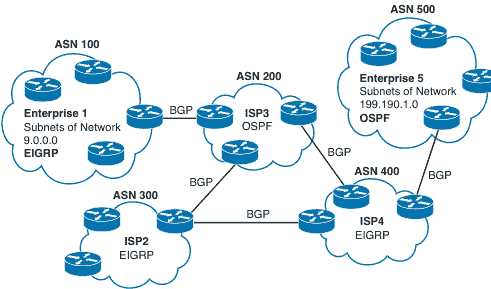 ASN 100
Enterprise 1
Subnets of Network
9.0.0.0
EIGRP
BGP
ASN 200
ISP3
OSPF
ASN 500
Enterprise 5
Subnets of Network
199.190.1.0
OSPF
BGP
BGP
BGP
ASN 300
ISP2
EIGRP
BGP
ASN 400
ISP4
EIGRP